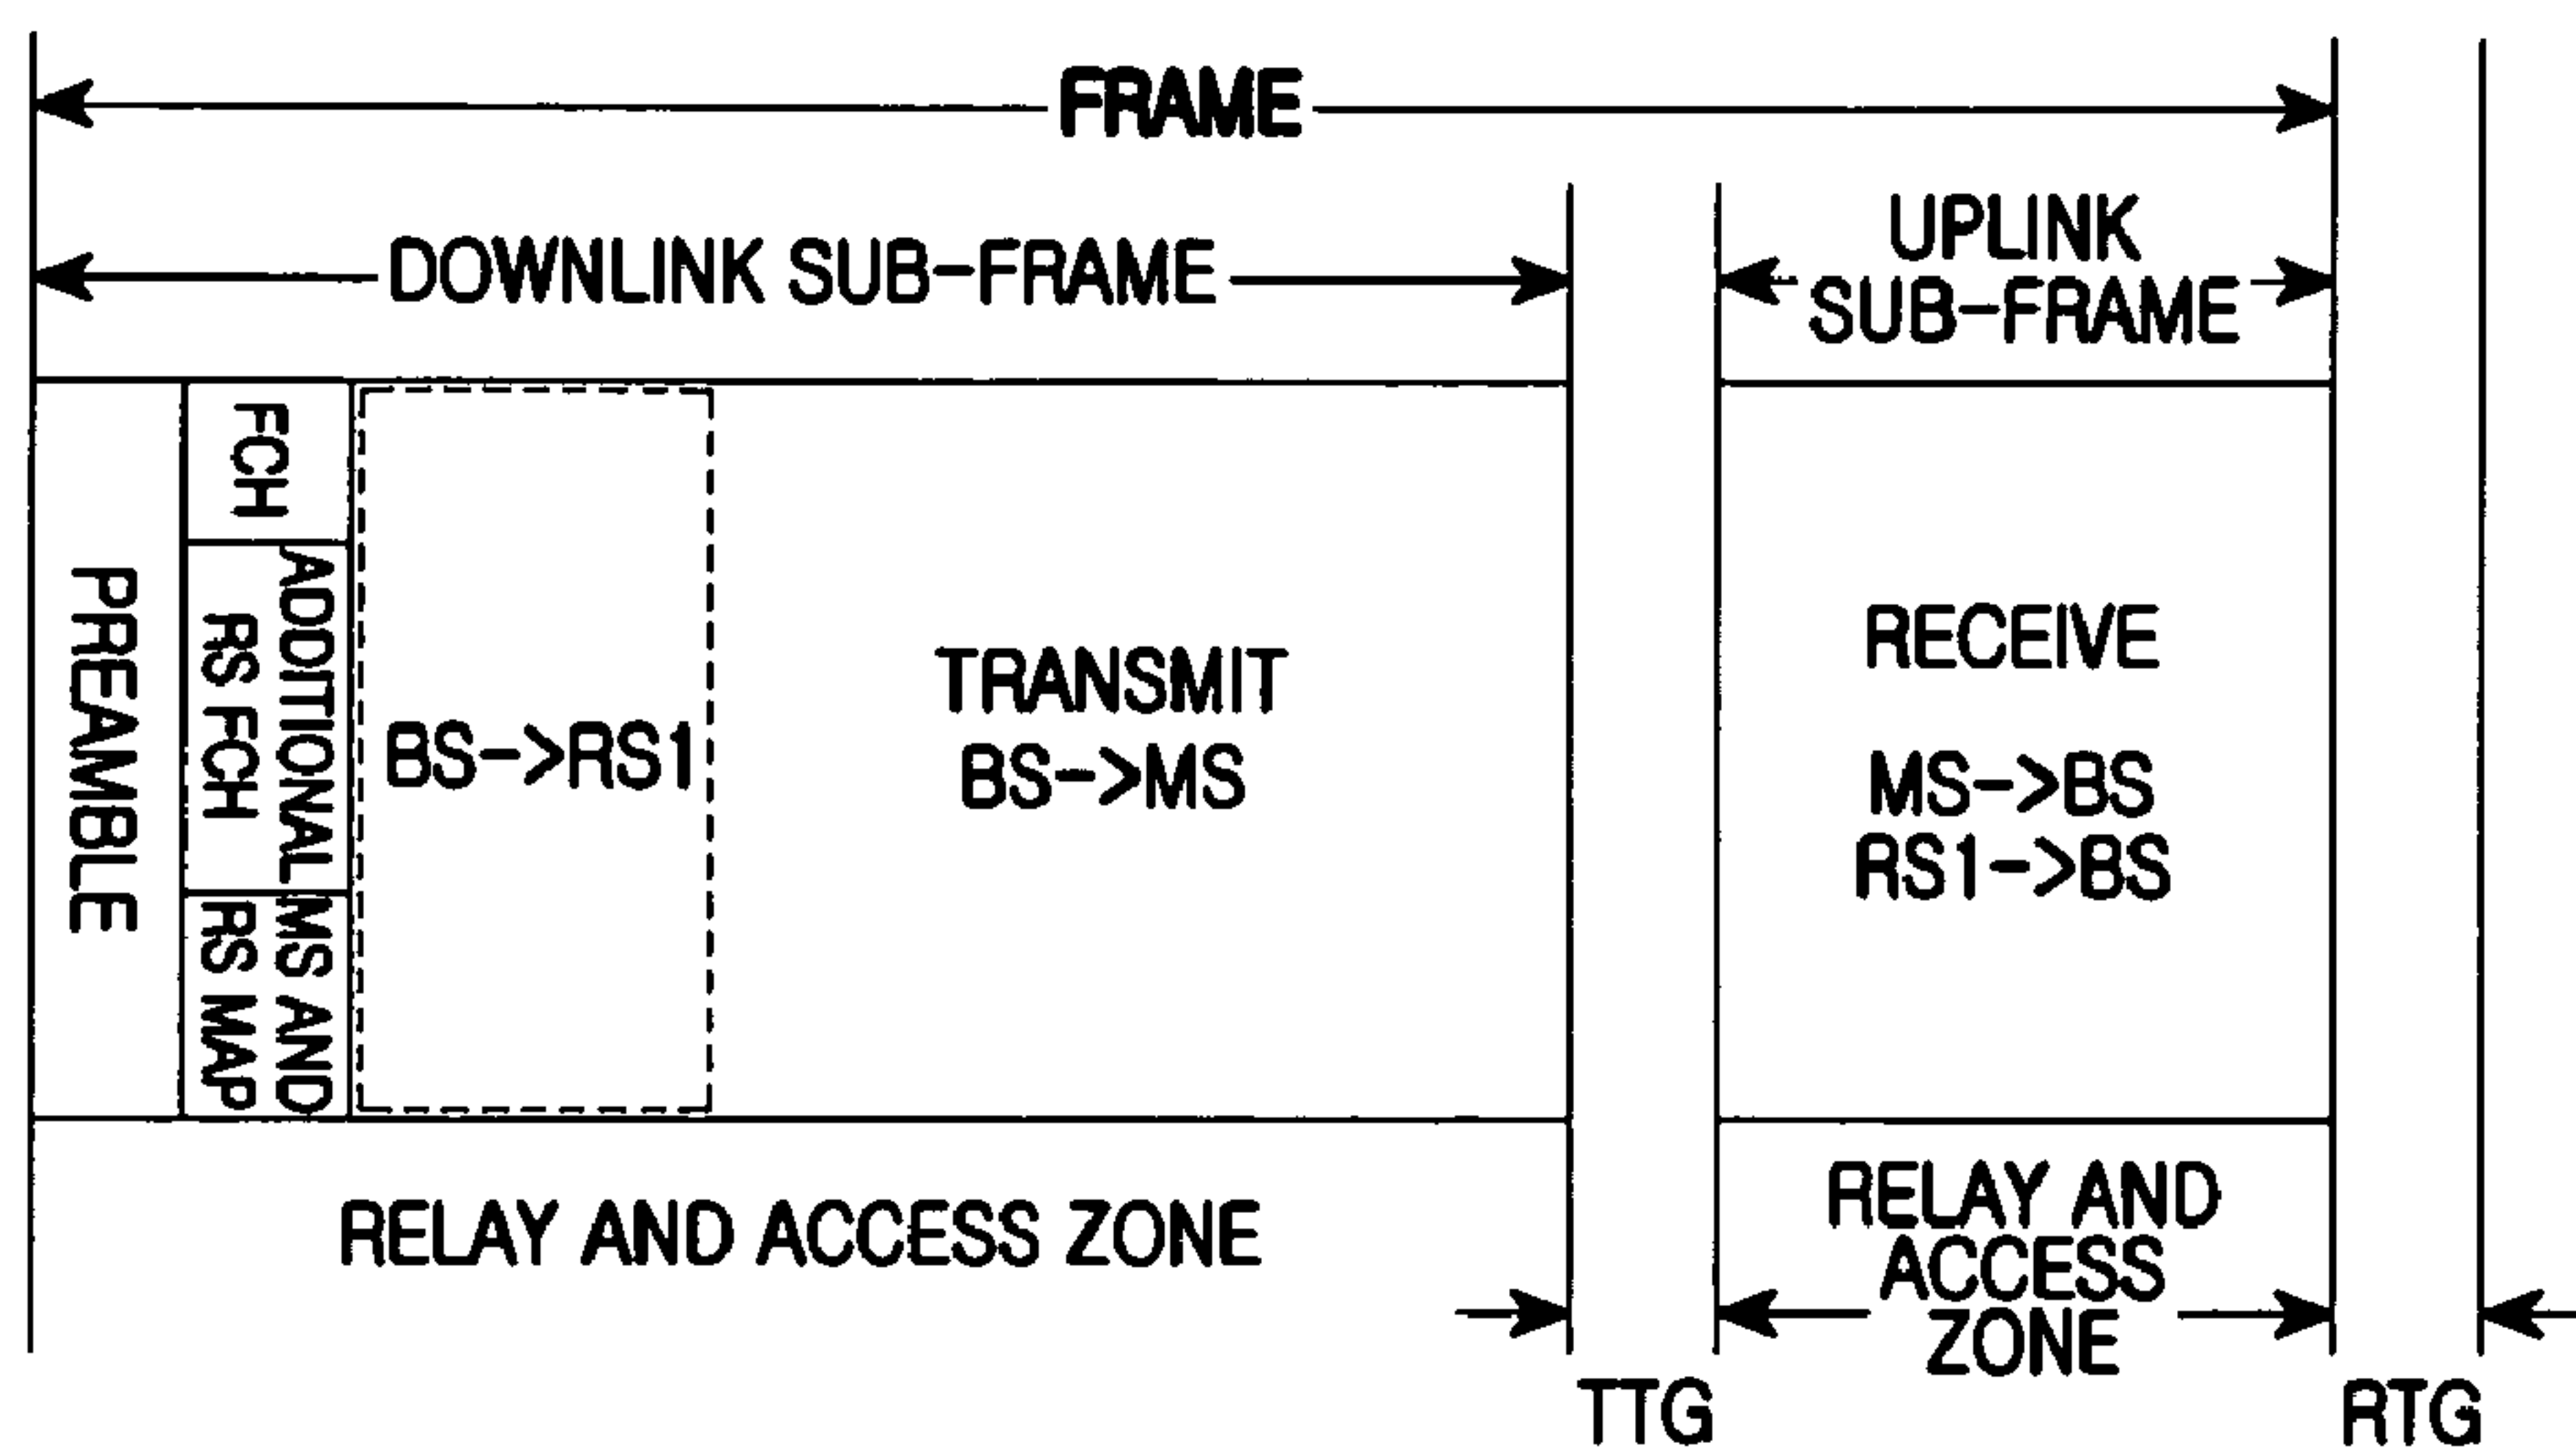 FRAME
DOWNLINK SUB-FRAME
UPLINK
SUB-FRAME
PREAMBLE
FCH
ADDITIONAL
RS FCH
MS AND
RS MAP
BS->RS1
TRANSMIT
BS->MS
RECEIVE
MS->BS
RS1->BS
RELAY AND ACCESS ZONE
RELAY AND
ACCESS
ZONE
TTG
RTG